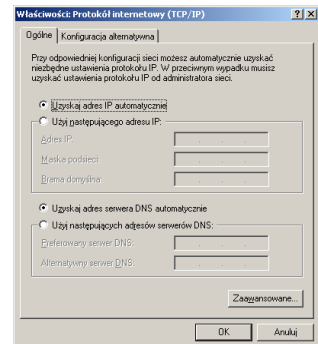 Właściwości: Protokół internetowy (TCP/IP)
Ogólne Konfiguracja alternatywna
Przy odpowiedniej konfiguracji sieci możesz automatycznie uzyskać
niezbędne ustawienia protokołu IP. W przeciwnym wypadku musisz
uzyskać ustawienia protokołu IP od administratora sieci.
Uzyskaj adres IP automatycznie
Użyj następującego adresu IP:
Adres IP:
Maska podsieci:
Brama domyślna:
Uzyskaj adres serwera DNS automatycznie
Użyj następujących adresów serwerów DNS:
Preferowany serwer DNS:
Alternatywny serwer DNS:
Zaawansowane...
OK Anuluj